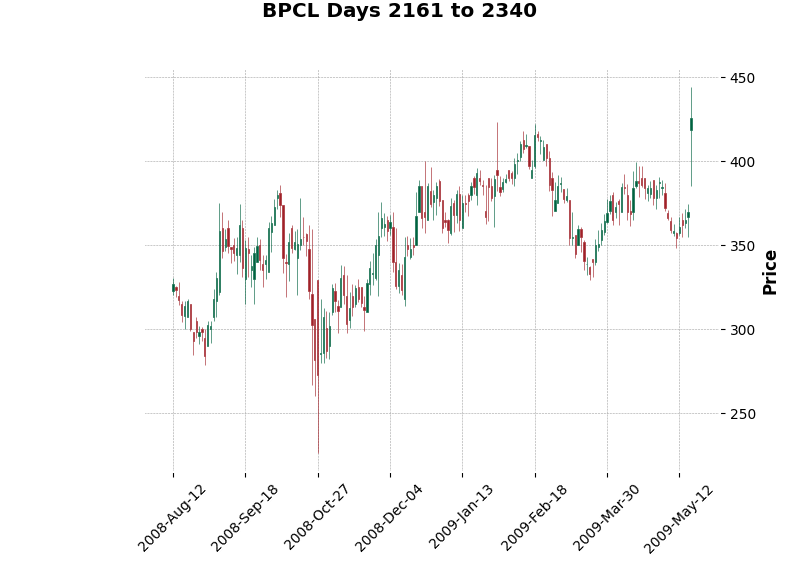 BPCL Days 2161 to 2340
450
400
350
300
250
Price
2008-Aug-12
2008-Sep-18
2008-Oct-27
2008-Dec-04
2009-Jan-13
2009-Feb-18
2009-Mar-30
2009-May-12